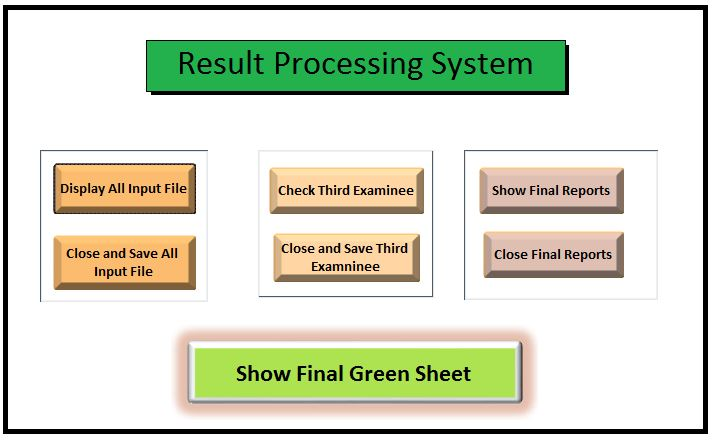 Result Processing System
Display All Input File
Check Third Examinee
Show Final Reports
Close and Save All
Input File
Close and Save Third
Examninee
Close Final Reports
Show Final Green Sheet